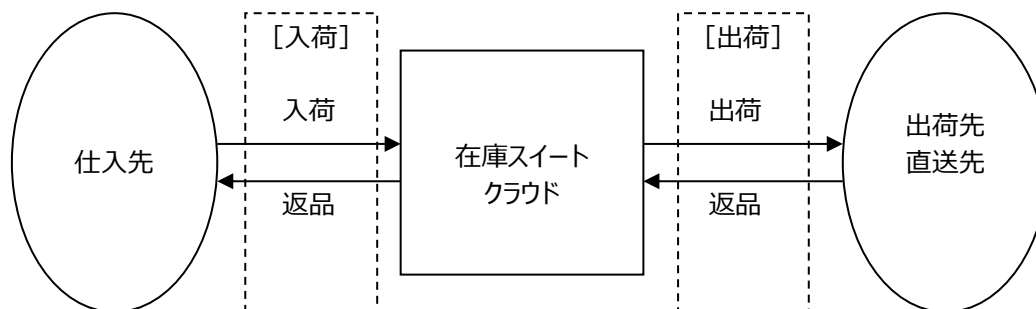 ［入荷］
［出荷］
入荷
出荷
仕入先
在庫スイート
クラウド
出荷先
直送先
返品
返品